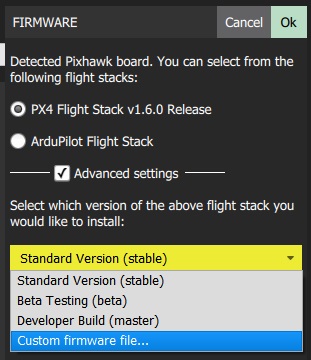 FIRMWARE
Cancel
Ok
Detected Pixhawk board. You can select from the
following flight stacks:
PX4 Flight Stack v1.6.0 Release
ArduPilot Flight Stack
Advanced settings
Select which version of the above flight stack you
would like to install:
Standard Version (stable)
Standard Version (stable)
Beta Testing (beta)
Developer Build (master)
Custom firmware file...